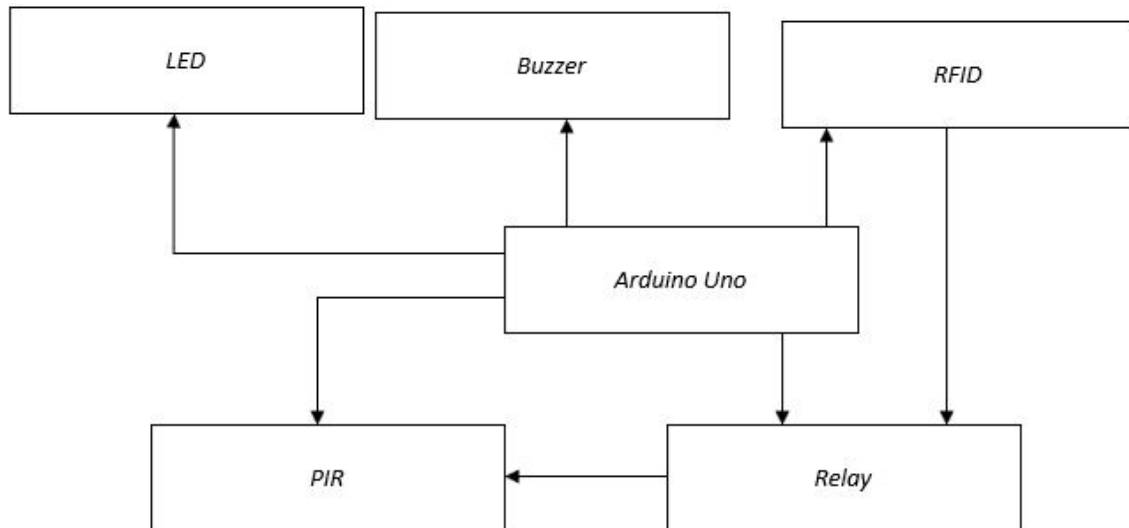 LED
Buzzer
RFID
Arduino Uno
PIR
Relay